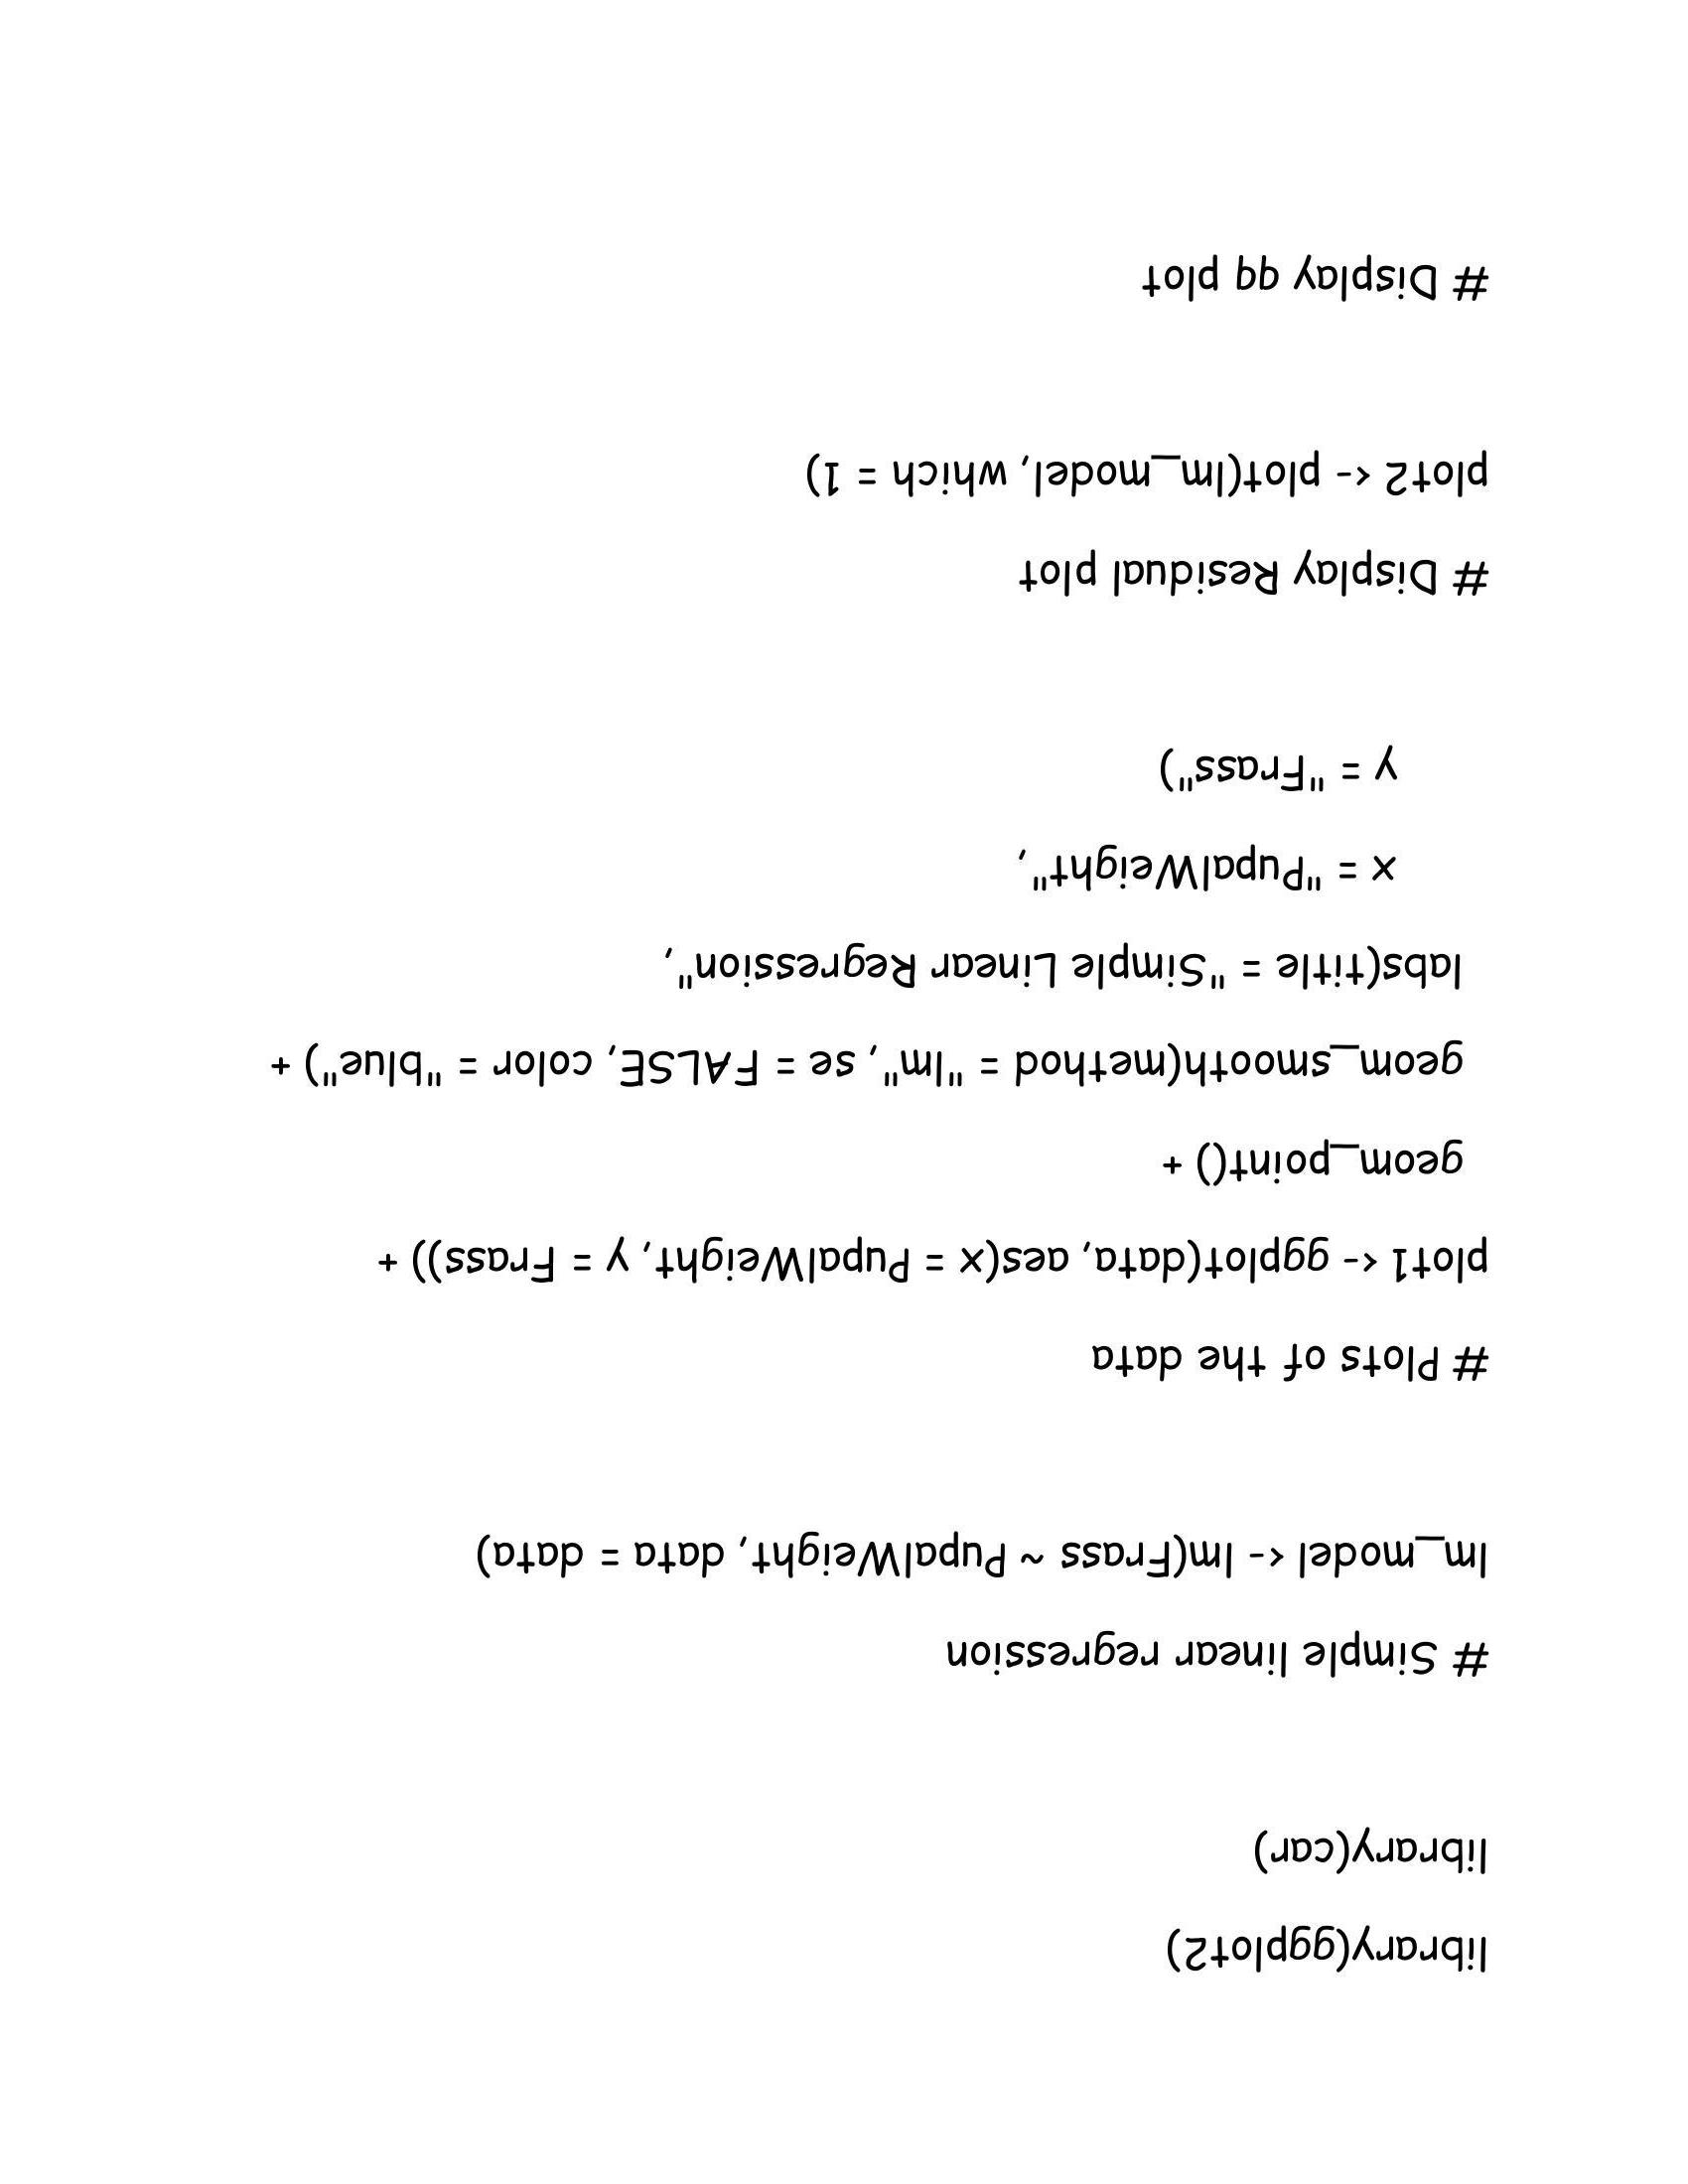 library(ggplot2)
library(car)
# Simple linear regression
lm_model <- lm(Frass ~ PupalWeight, data = data)
# Plots of the data
plot1 <- ggplot(data, aes(x = PupalWeight, y = Frass)) +
geom_point() +
geom_smooth(method = "lm", se = FALSE, color = "blue") +
labs(title = "Simple Linear Regression",
x = "PupalWeight",
y = "Frass")
# Display Residual plot
plot2 <- plot(lm_model, which = 1)
# Display qq plot